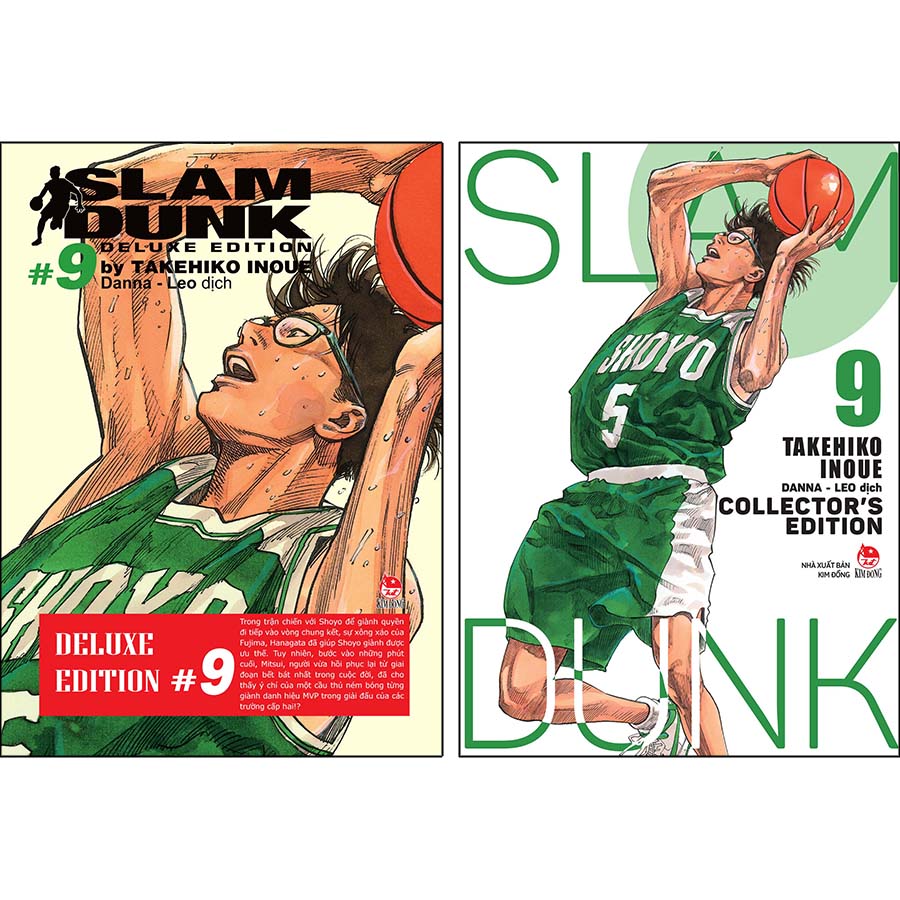 SLAM
DUNK
DELUXE EDITION
#9 by TAKEHIKO INOUE
Danna - Leo dịch
SHOYO
KIM ĐỒNG
DELUXE
EDITION #9
Trong trận chiến với Shoyo để giành quyền
đi tiếp vào vòng chung kết, sự xông xáo của
Fujima, Hanagata đã giúp Shoyo giành được
ưu thế. Tuy nhiên, bước vào những phút
cuối, Mitsui, người vừa hồi phục lại từ giai
đoạn bết bát nhất trong cuộc đời, đã cho
thấy ý chí của một cầu thủ ném bóng từng
giành danh hiệu MVP trong giải đấu của các
trường cấp hai!?
SLAM
SHOYO
5
9
TAKEHIKO
INOUE
DANNA - LEO dịch
COLLECTOR'S
EDITION
NHÀ XUẤT BẢN
KIM ĐỒNG
KIM ĐỒNG
DUNK